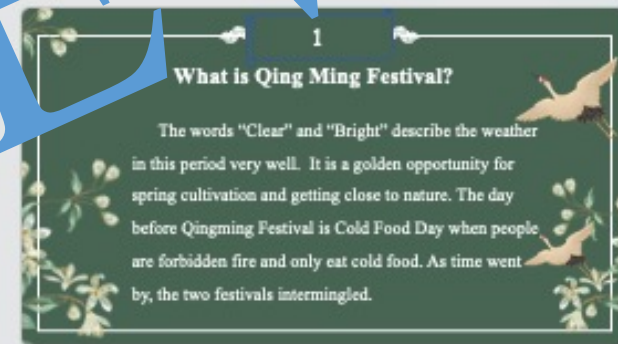 1
What is Qing Ming Festival?
The words “Clear” and “Bright” describe the weather
in this period very well. It is a golden opportunity for
spring cultivation and getting close to nature. The day
before Qingming Festival is Cold Food Day when people
are forbidden fire and only eat cold food. As time went
by, the two festivals intermingled.